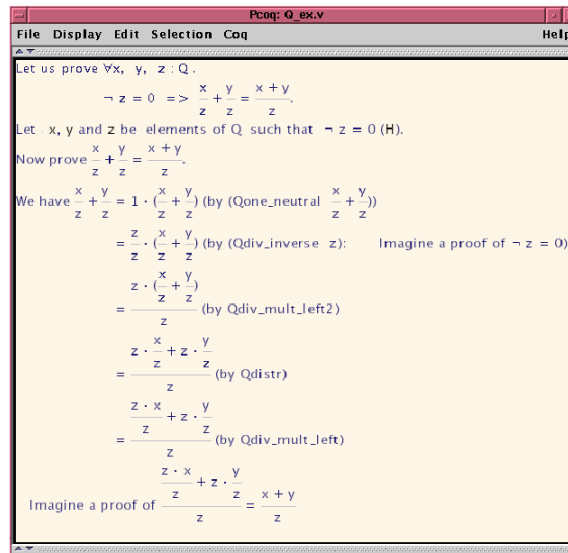 Pcoq: Q_ex.v
File Display Edit Selection Coq Help
Let us prove ∀x, y, z : Q .
¬ z = 0 => x/z + y/z = (x + y)/z.
Let x, y and z be elements of Q such that ¬ z = 0 (H).
Now prove x/z + y/z = (x + y)/z.
We have x/z + y/z = 1 · (x/z + y/z) (by (Qone_neutral x/z + y/z))
= z/z · (x/z + y/z) (by (Qdiv_inverse z): Imagine a proof of ¬ z = 0)
= (z · (x/z + y/z))/z (by Qdiv_mult_left2)
= (z · x/z + z · y/z)/z (by Qdistr)
= ((z · x)/z + z · y/z)/z (by Qdiv_mult_left)
Imagine a proof of ((z · x)/z + z · y/z)/z = (x + y)/z